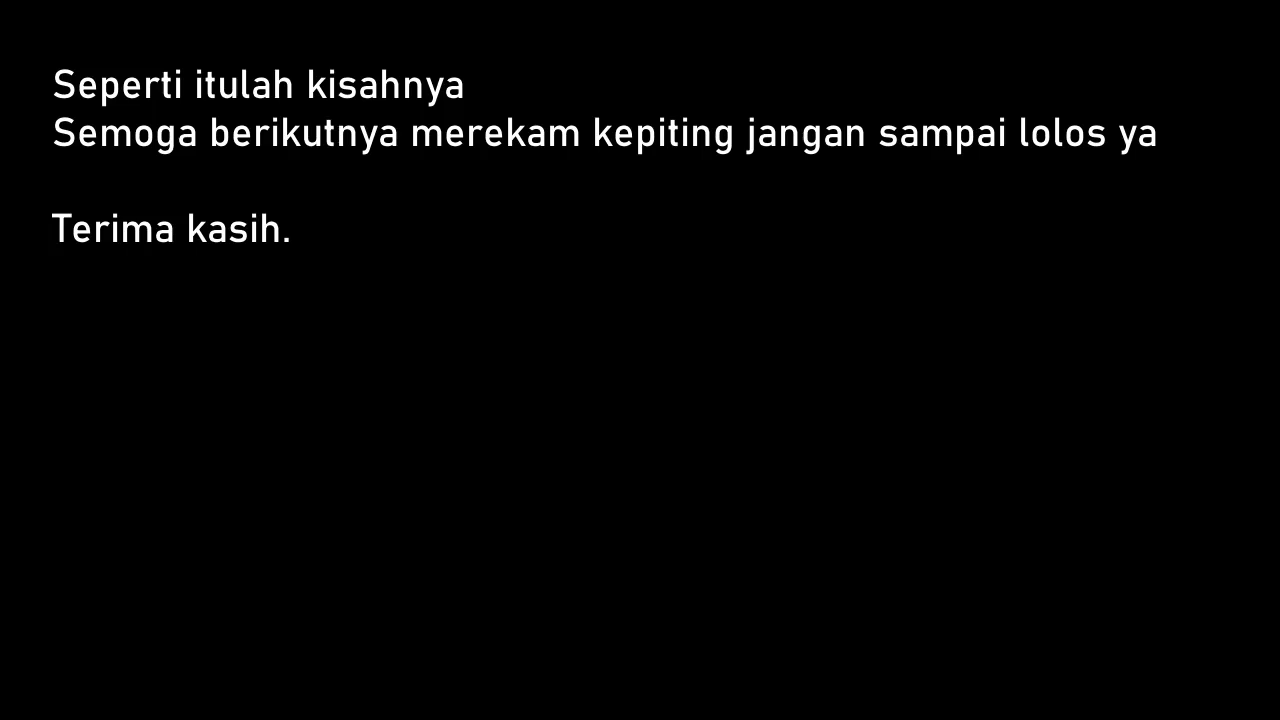 Seperti itulah kisahnya
Semoga berikutnya merekam kepiting jangan sampai lolos ya
Terima kasih.